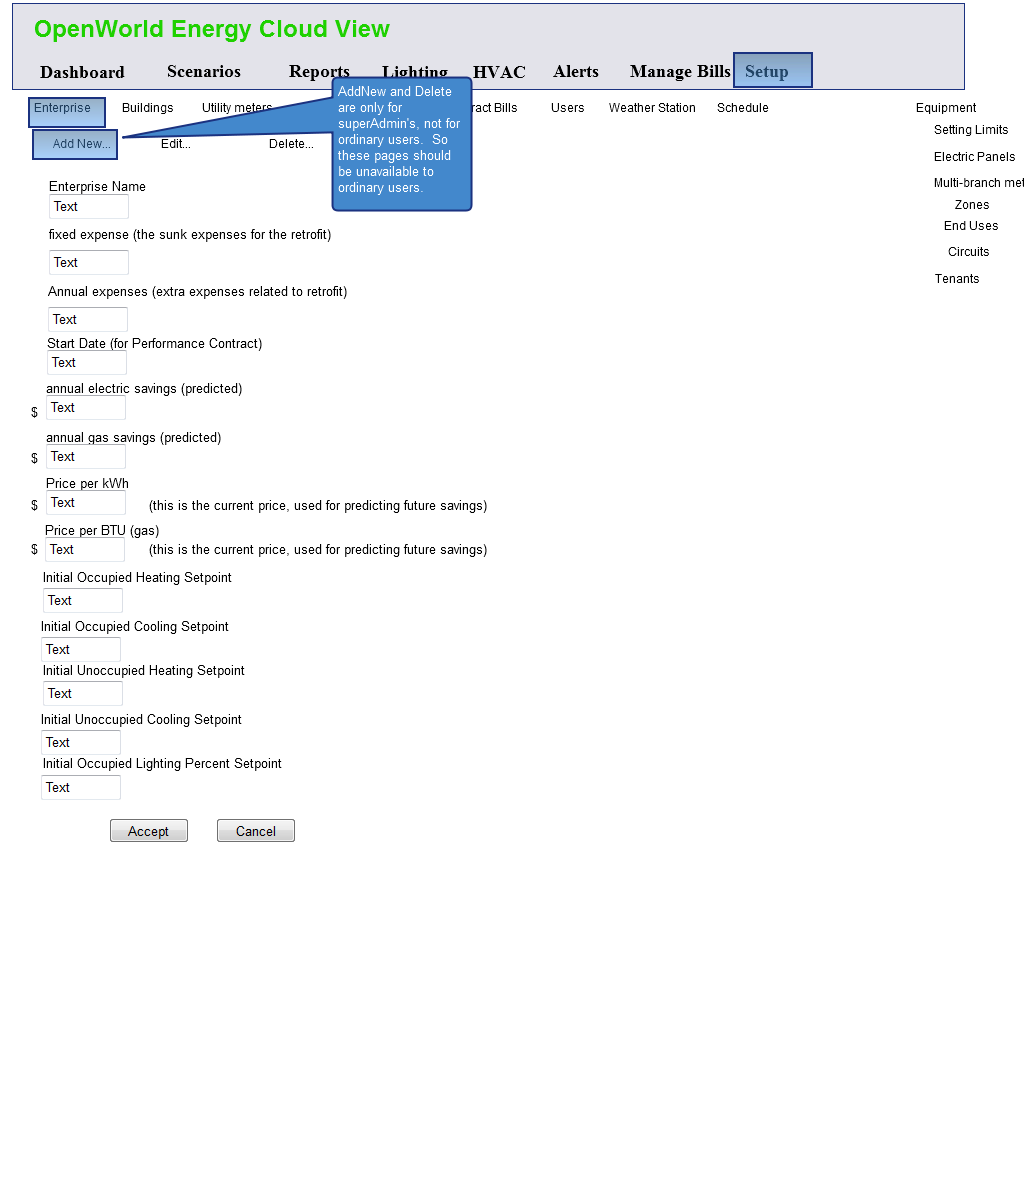 OpenWorld Energy Cloud View
Dashboard Scenarios Reports Lighting HVAC Alerts Manage Bills Setup
Enterprise Buildings Utility meters ract Bills Users Weather Station Schedule Equipment
AddNew and Delete
are only for
superAdmin's, not for
ordinary users. So
these pages should
be unavailable to
ordinary users.
Add New... Edit... Delete...
Setting Limits
Electric Panels
Multi-branch met
Zones
End Uses
Circuits
Tenants
Enterprise Name
Text
fixed expense (the sunk expenses for the retrofit)
Text
Annual expenses (extra expenses related to retrofit)
Text
Start Date (for Performance Contract)
Text
annual electric savings (predicted)
$ Text
annual gas savings (predicted)
$ Text
Price per kWh
$ Text (this is the current price, used for predicting future savings)
Price per BTU (gas)
$ Text (this is the current price, used for predicting future savings)
Initial Occupied Heating Setpoint
Text
Initial Occupied Cooling Setpoint
Text
Initial Unoccupied Heating Setpoint
Text
Initial Unoccupied Cooling Setpoint
Text
Initial Occupied Lighting Percent Setpoint
Text
Accept Cancel